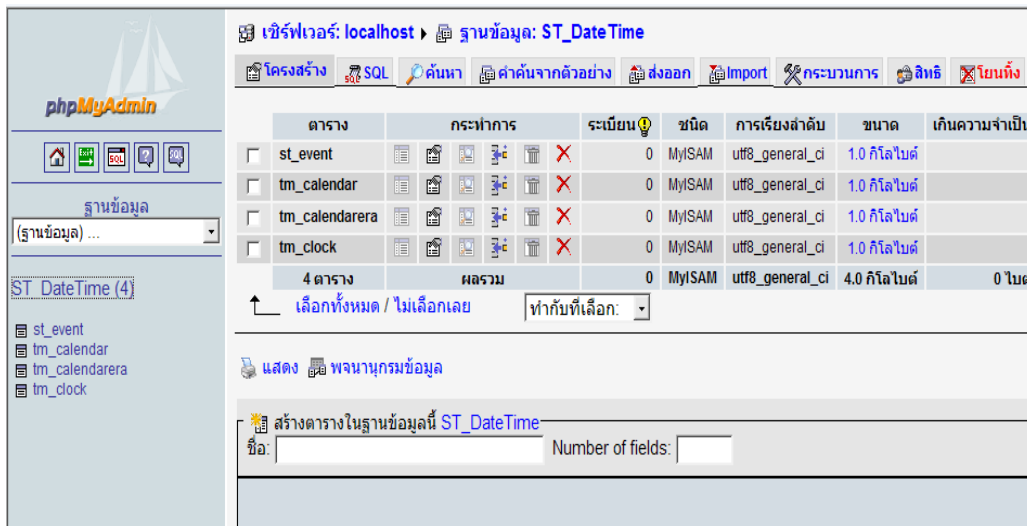 เซิร์ฟเวอร์: localhost ▸ ฐานข้อมูล: ST_DateTime
โครงสร้าง SQL ค้นหา คำค้นจากตัวอย่าง ส่งออก Import กระบวนการ สิทธิ โยนทิ้ง
phpMyAdmin
Exit SQL ? SQL
ฐานข้อมูล
(ฐานข้อมูล) ...
ST_DateTime (4)
st_event
tm_calendar
tm_calendarera
tm_clock
ตาราง กระทำการ ระเบียน ชนิด การเรียงลำดับ ขนาด เกินความจำเป็น
st_event 0 MyISAM utf8_general_ci 1.0 กิโลไบต์
tm_calendar 0 MyISAM utf8_general_ci 1.0 กิโลไบต์
tm_calendarera 0 MyISAM utf8_general_ci 1.0 กิโลไบต์
tm_clock 0 MyISAM utf8_general_ci 1.0 กิโลไบต์
4 ตาราง ผลรวม 0 MyISAM utf8_general_ci 4.0 กิโลไบต์ 0 ไบต
เลือกทั้งหมด / ไม่เลือกเลย ทำกับที่เลือก:
แสดง พจนานุกรมข้อมูล
สร้างตารางในฐานข้อมูลนี้ ST_DateTime
ชื่อ: Number of fields: